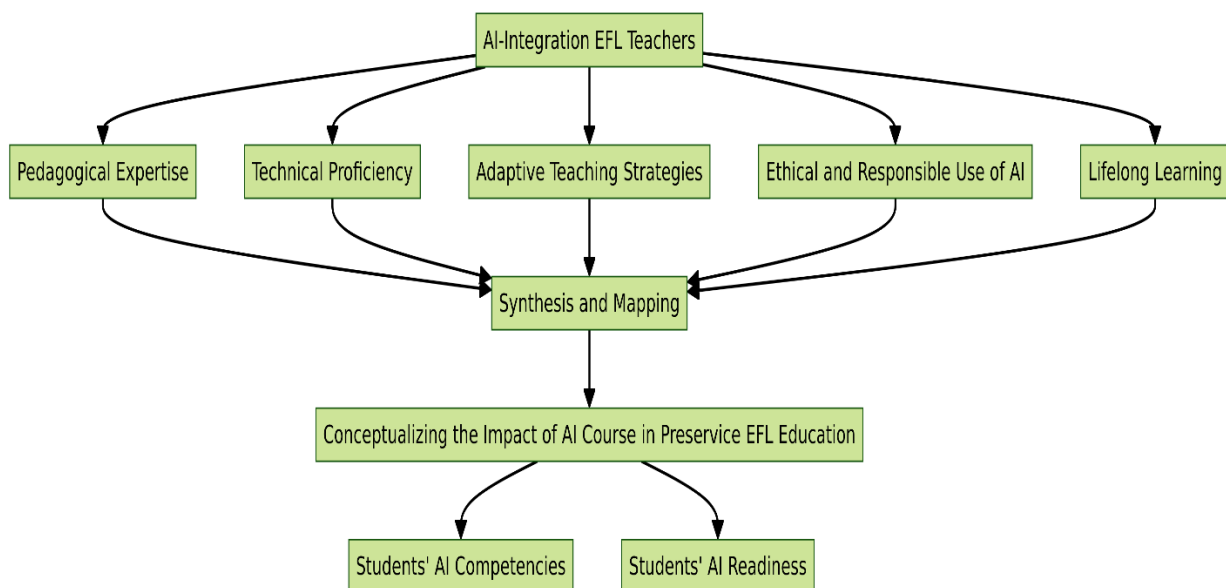 AI-Integration EFL Teachers
Pedagogical Expertise
Technical Proficiency
Adaptive Teaching Strategies
Ethical and Responsible Use of AI
Lifelong Learning
Synthesis and Mapping
Conceptualizing the Impact of AI Course in Preservice EFL Education
Students' AI Competencies
Students' AI Readiness